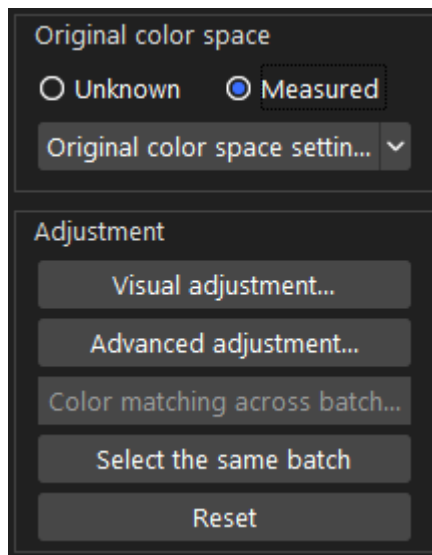 Original color space
Unknown Measured
Original color space settin...
Adjustment
Visual adjustment...
Advanced adjustment...
Color matching across batch...
Select the same batch
Reset